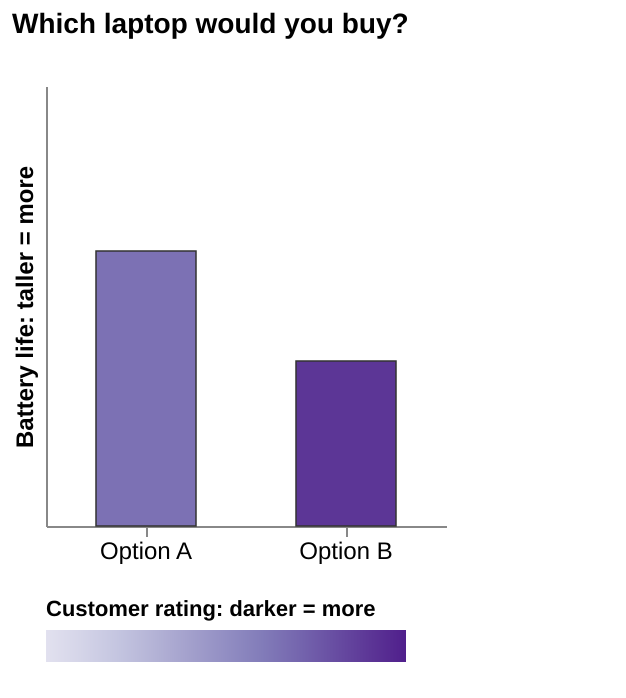 Which laptop would you buy?
Battery life: taller = more
Option A
Option B
Customer rating: darker = more